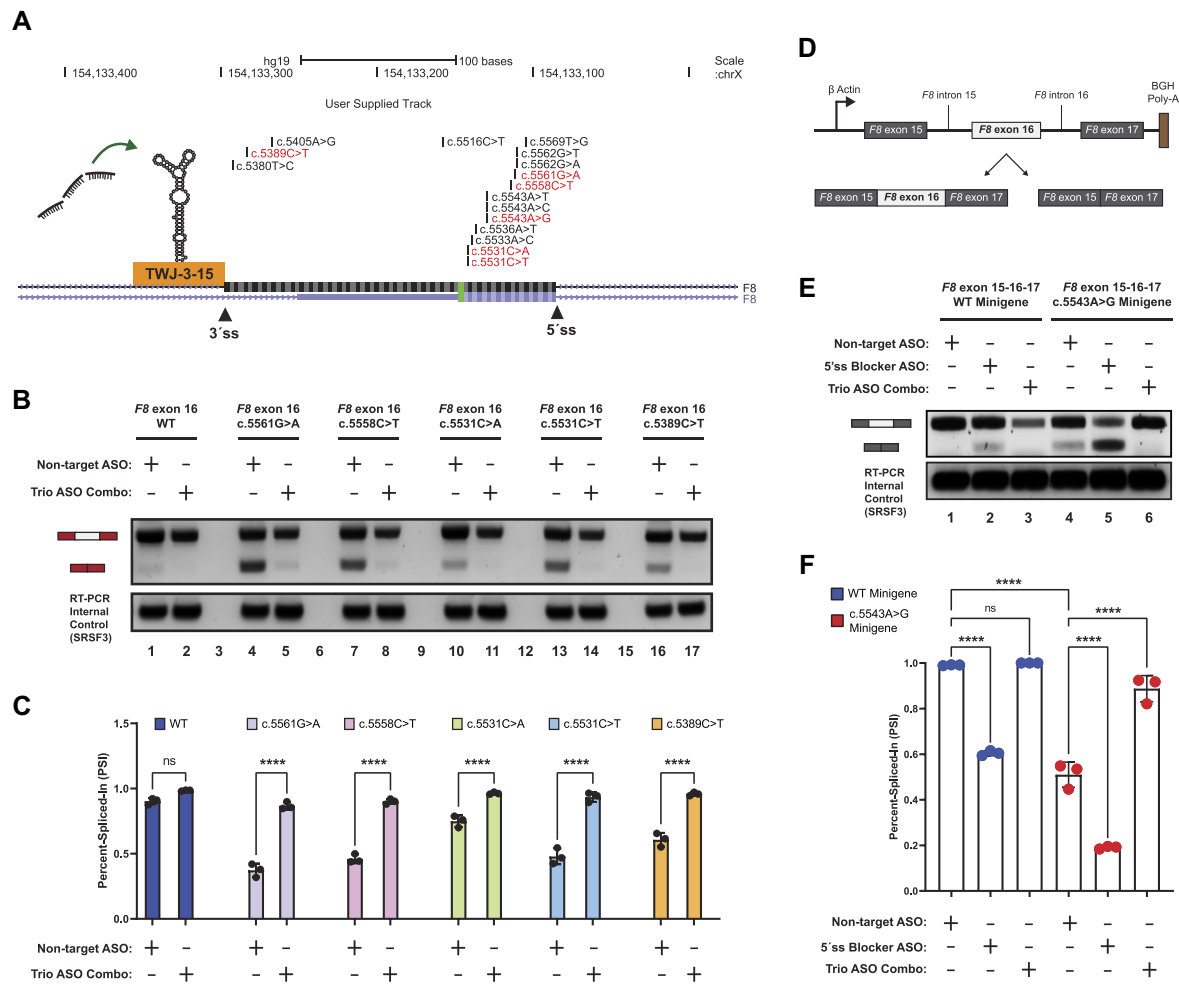 A
hg19
100 bases
Scale
154,133,400
154,133,300
154,133,200
154,133,100
:chrX
User Supplied Track
c.5405A>G
c.5389C>T
c.5380T>C
c.5516C>T
c.5569T>G
c.5562G>T
c.5562G>A
c.5561G>A
c.5558C>T
c.5543A>T
c.5543A>C
c.5543A>G
c.5536A>T
c.5533A>C
c.5531C>A
c.5531C>T
TWJ-3-15
F8
F8
3´ss
5´ss
B
F8 exon 16
WT
F8 exon 16
c.5561G>A
F8 exon 16
c.5558C>T
F8 exon 16
c.5531C>A
F8 exon 16
c.5531C>T
F8 exon 16
c.5389C>T
Non-target ASO: + – + – + – + – + – + –
Trio ASO Combo: – + – + – + – + – + – +
RT-PCR
Internal
Control
(SRSF3)
1 2 3 4 5 6 7 8 9 10 11 12 13 14 15 16 17
C
WT
c.5561G>A
c.5558C>T
c.5531C>A
c.5531C>T
c.5389C>T
Percent-Spliced-In (PSI)
1.5
1.0
0.5
0.0
ns
****
****
****
****
****
Non-target ASO: + – + – + – + – + – + –
Trio ASO Combo: – + – + – + – + – + – +
D
β Actin
F8 intron 15
F8 intron 16
BGH
Poly-A
F8 exon 15
F8 exon 16
F8 exon 17
F8 exon 15 F8 exon 16 F8 exon 17
F8 exon 15 F8 exon 17
E
F8 exon 15-16-17
WT Minigene
F8 exon 15-16-17
c.5543A>G Minigene
Non-target ASO: + – – + – –
5'ss Blocker ASO: – + – – + –
Trio ASO Combo: – – + – – +
RT-PCR
Internal
Control
(SRSF3)
1 2 3 4 5 6
F
WT Minigene
c.5543A>G
Minigene
****
ns
****
****
****
Percent-Spliced-In (PSI)
1.0
0.6
0.4
0.2
0.0
Non-target ASO: + – – + – –
5´ss Blocker ASO: – + – – + –
Trio ASO Combo: – – + – – +